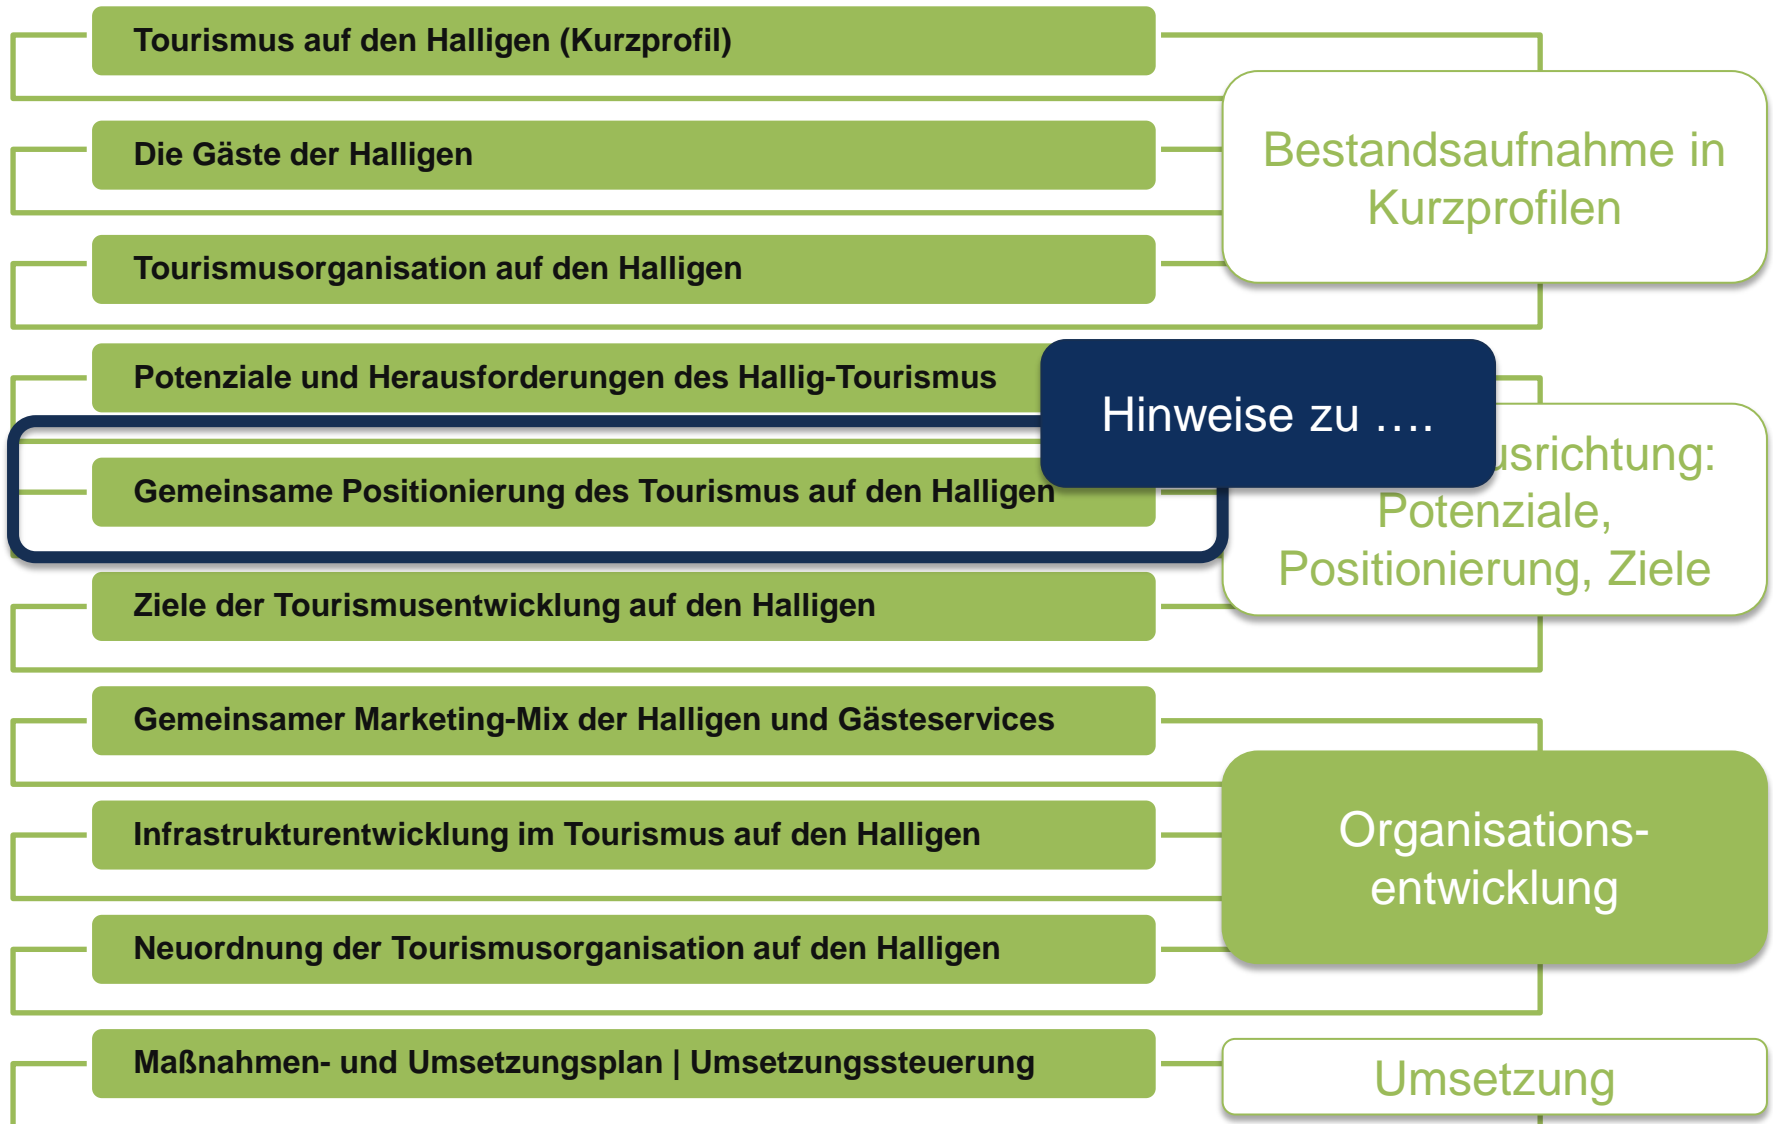 Tourismus auf den Halligen (Kurzprofil)
Die Gäste der Halligen
Tourismusorganisation auf den Halligen
Bestandsaufnahme in
Kurzprofilen
Potenziale und Herausforderungen des Hallig-Tourismus
Hinweise zu ....
Gemeinsame Positionierung des Tourismus auf den Halligen
Ziele der Tourismusentwicklung auf den Halligen
usrichtung:
Potenziale,
Positionierung, Ziele
Gemeinsamer Marketing-Mix der Halligen und Gästeservices
Infrastrukturentwicklung im Tourismus auf den Halligen
Neuordnung der Tourismusorganisation auf den Halligen
Organisations-
entwicklung
Maßnahmen- und Umsetzungsplan | Umsetzungssteuerung
Umsetzung